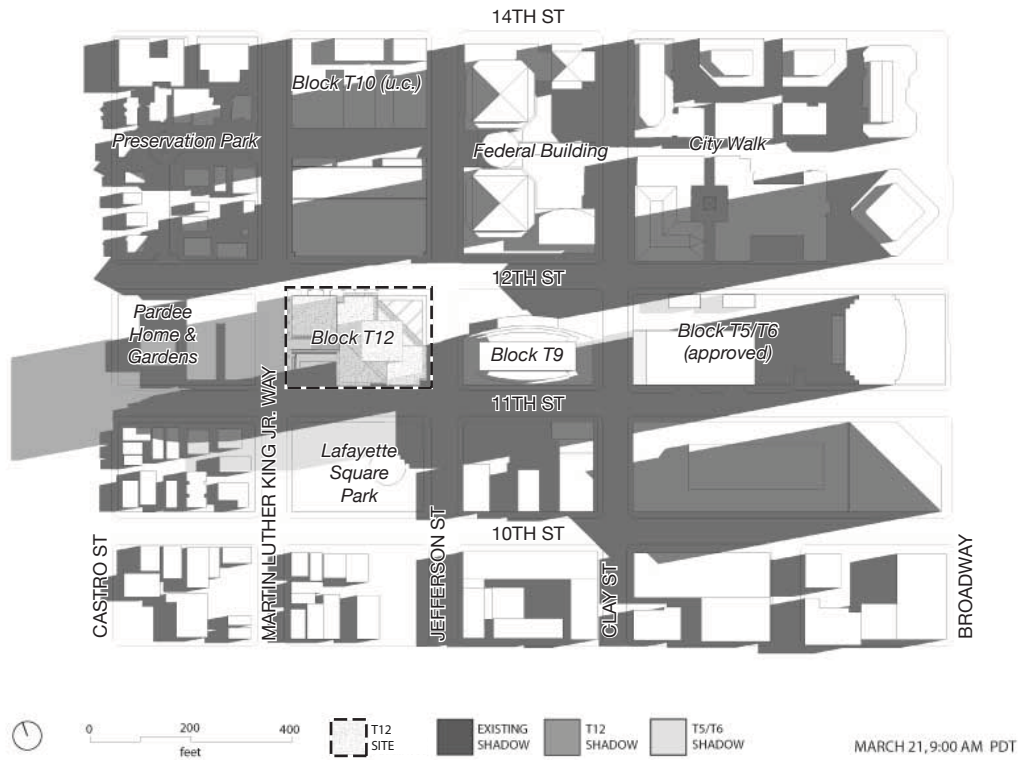 14TH ST
Block T10 (u.c.)
Preservation Park
Federal Building
City Walk
12TH ST
Pardee
Home &
Gardens
Block T12
Block T9
Block T5/T6
(approved)
11TH ST
Lafayette
Square
Park
10TH ST
CASTRO ST
MARTIN LUTHER KING JR. WAY
JEFFERSON ST
CLAY ST
BROADWAY
0 200 400
feet
T12
SITE
EXISTING
SHADOW
T12
SHADOW
T5/T6
SHADOW
MARCH 21, 9:00 AM PDT